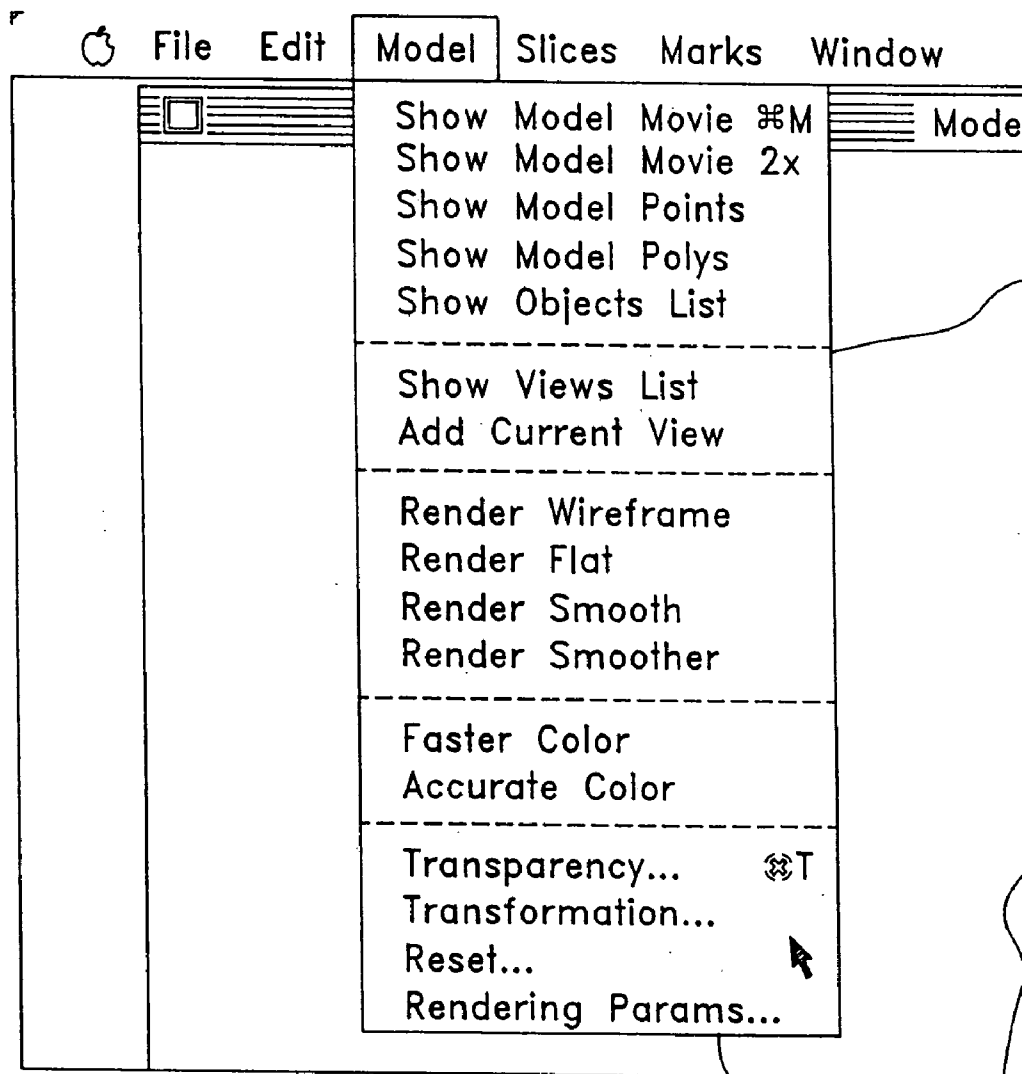 File Edit Model Slices Marks Window
Mode
Show Model Movie ⌘M
Show Model Movie 2x
Show Model Points
Show Model Polys
Show Objects List
Show Views List
Add Current View
Render Wireframe
Render Flat
Render Smooth
Render Smoother
Faster Color
Accurate Color
Transparency... ⌘T
Transformation...
Reset...
Rendering Params...